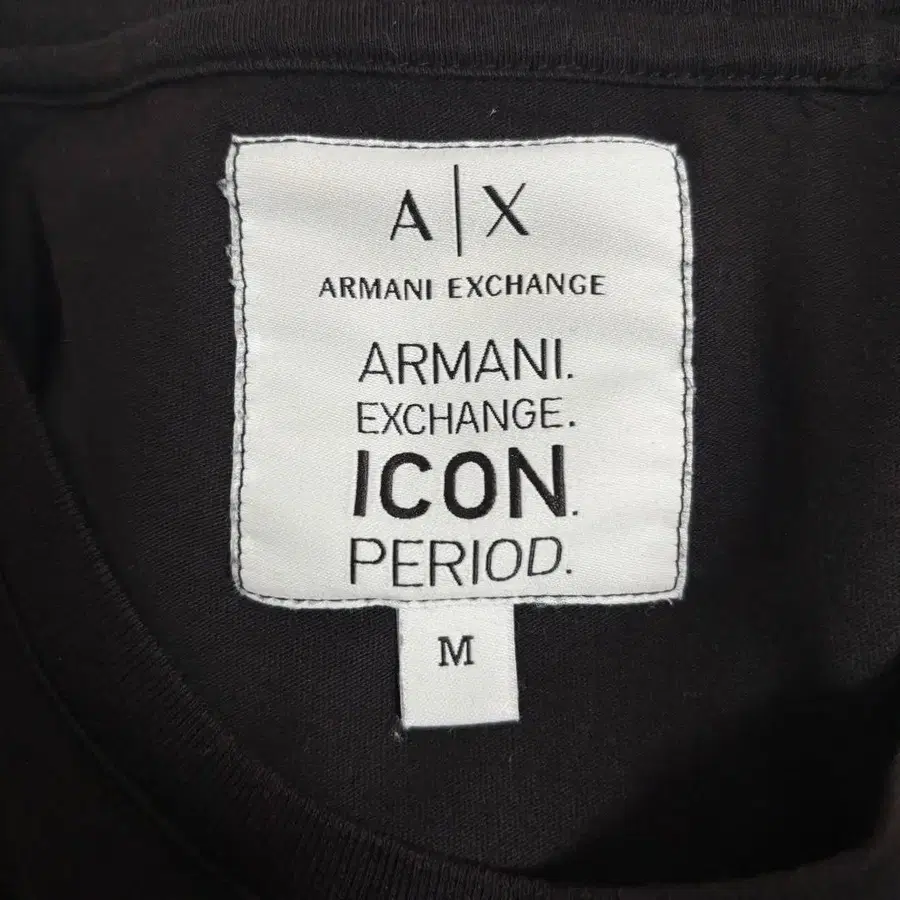 A|X
ARMANI EXCHANGE
ARMANI.
EXCHANGE.
ICON.
PERIOD.
M